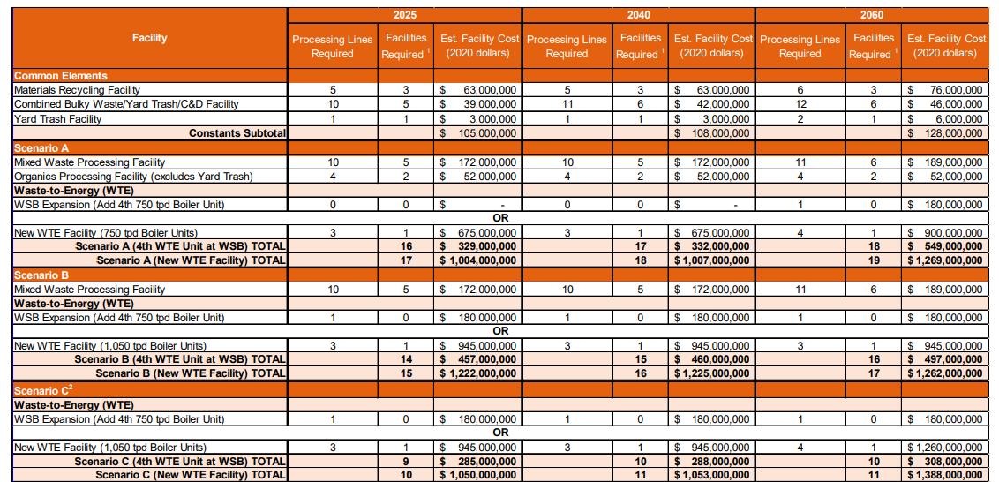 2025 2040 2060
Facility Processing Lines Required Facilities Required 1 Est. Facility Cost (2020 dollars) Processing Lines Required Facilities Required 1 Est. Facility Cost (2020 dollars) Processing Lines Required Facilities Required 1 Est. Facility Cost (2020 dollars)
Common Elements
Materials Recycling Facility 5 3 $ 63,000,000 5 3 $ 63,000,000 6 3 $ 76,000,000
Combined Bulky Waste/Yard Trash/C&D Facility 10 5 $ 39,000,000 11 6 $ 42,000,000 12 6 $ 46,000,000
Yard Trash Facility 1 1 $ 3,000,000 1 1 $ 3,000,000 2 1 $ 6,000,000
Constants Subtotal $ 105,000,000 $ 108,000,000 $ 128,000,000
Scenario A
Mixed Waste Processing Facility 10 5 $ 172,000,000 10 5 $ 172,000,000 11 6 $ 189,000,000
Organics Processing Facility (excludes Yard Trash) 4 2 $ 52,000,000 4 2 $ 52,000,000 4 2 $ 52,000,000
Waste-to-Energy (WTE)
WSB Expansion (Add 4th 750 tpd Boiler Unit) 0 0 $ - 0 0 $ - 1 0 $ 180,000,000
OR
New WTE Facility (750 tpd Boiler Units) 3 1 $ 675,000,000 3 1 $ 675,000,000 4 1 $ 900,000,000
Scenario A (4th WTE Unit at WSB) TOTAL 16 $ 329,000,000 17 $ 332,000,000 18 $ 549,000,000
Scenario A (New WTE Facility) TOTAL 17 $ 1,004,000,000 18 $ 1,007,000,000 19 $ 1,269,000,000
Scenario B
Mixed Waste Processing Facility 10 5 $ 172,000,000 10 5 $ 172,000,000 11 6 $ 189,000,000
Waste-to-Energy (WTE)
WSB Expansion (Add 4th 750 tpd Boiler Unit) 1 0 $ 180,000,000 1 0 $ 180,000,000 1 0 $ 180,000,000
OR
New WTE Facility (1,050 tpd Boiler Units) 3 1 $ 945,000,000 3 1 $ 945,000,000 3 1 $ 945,000,000
Scenario B (4th WTE Unit at WSB) TOTAL 14 $ 457,000,000 15 $ 460,000,000 16 $ 497,000,000
Scenario B (New WTE Facility) TOTAL 15 $ 1,222,000,000 16 $ 1,225,000,000 17 $ 1,262,000,000
Scenario C2
Waste-to-Energy (WTE)
WSB Expansion (Add 4th 750 tpd Boiler Unit) 1 0 $ 180,000,000 1 0 $ 180,000,000 1 0 $ 180,000,000
OR
New WTE Facility (1,050 tpd Boiler Units) 3 1 $ 945,000,000 3 1 $ 945,000,000 4 1 $ 1,260,000,000
Scenario C (4th WTE Unit at WSB) TOTAL 9 $ 285,000,000 10 $ 288,000,000 10 $ 308,000,000
Scenario C (New WTE Facility) TOTAL 10 $ 1,050,000,000 11 $ 1,053,000,000 11 $ 1,388,000,000